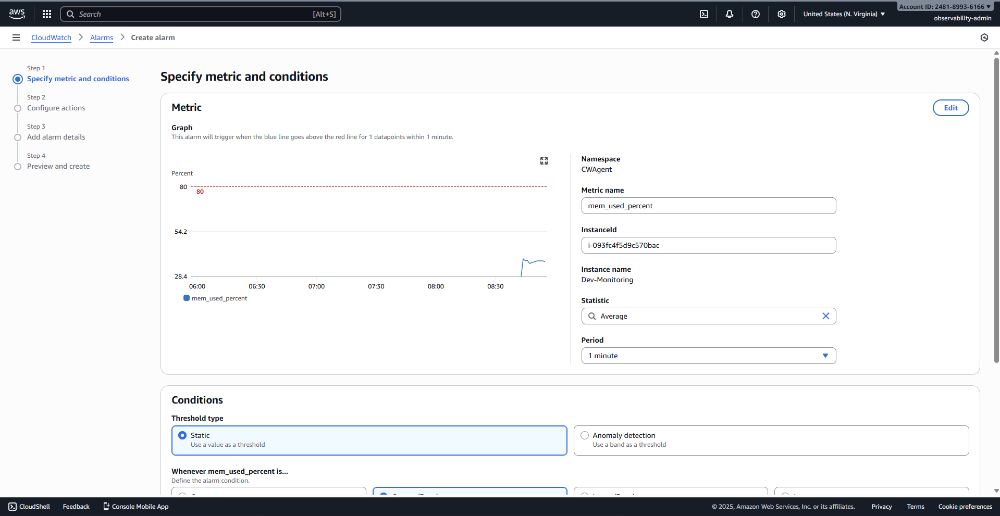 aws
Search
[Alt+S]
United States (N. Virginia)
Account ID: 2481-8993-6166
observability-admin
CloudWatch
Alarms
Create alarm
Step 1
Specify metric and conditions
Step 2
Configure actions
Step 3
Add alarm details
Step 4
Preview and create
Specify metric and conditions
Metric
Edit
Graph
This alarm will trigger when the blue line goes above the red line for 1 datapoints within 1 minute.
Percent
80
80
54.2
28.4
06:00
06:30
07:00
07:30
08:00
08:30
mem_used_percent
Namespace
CWAgent
Metric name
mem_used_percent
InstanceId
i-093fc4f5d9c570bac
Instance name
Dev-Monitoring
Statistic
Average
Period
1 minute
Conditions
Threshold type
Static
Use a value as a threshold
Anomaly detection
Use a band as a threshold
Whenever mem_used_percent is...
Define the alarm condition.
CloudShell
Feedback
Console Mobile App
© 2025, Amazon Web Services, Inc. or its affiliates.
Privacy
Terms
Cookie preferences